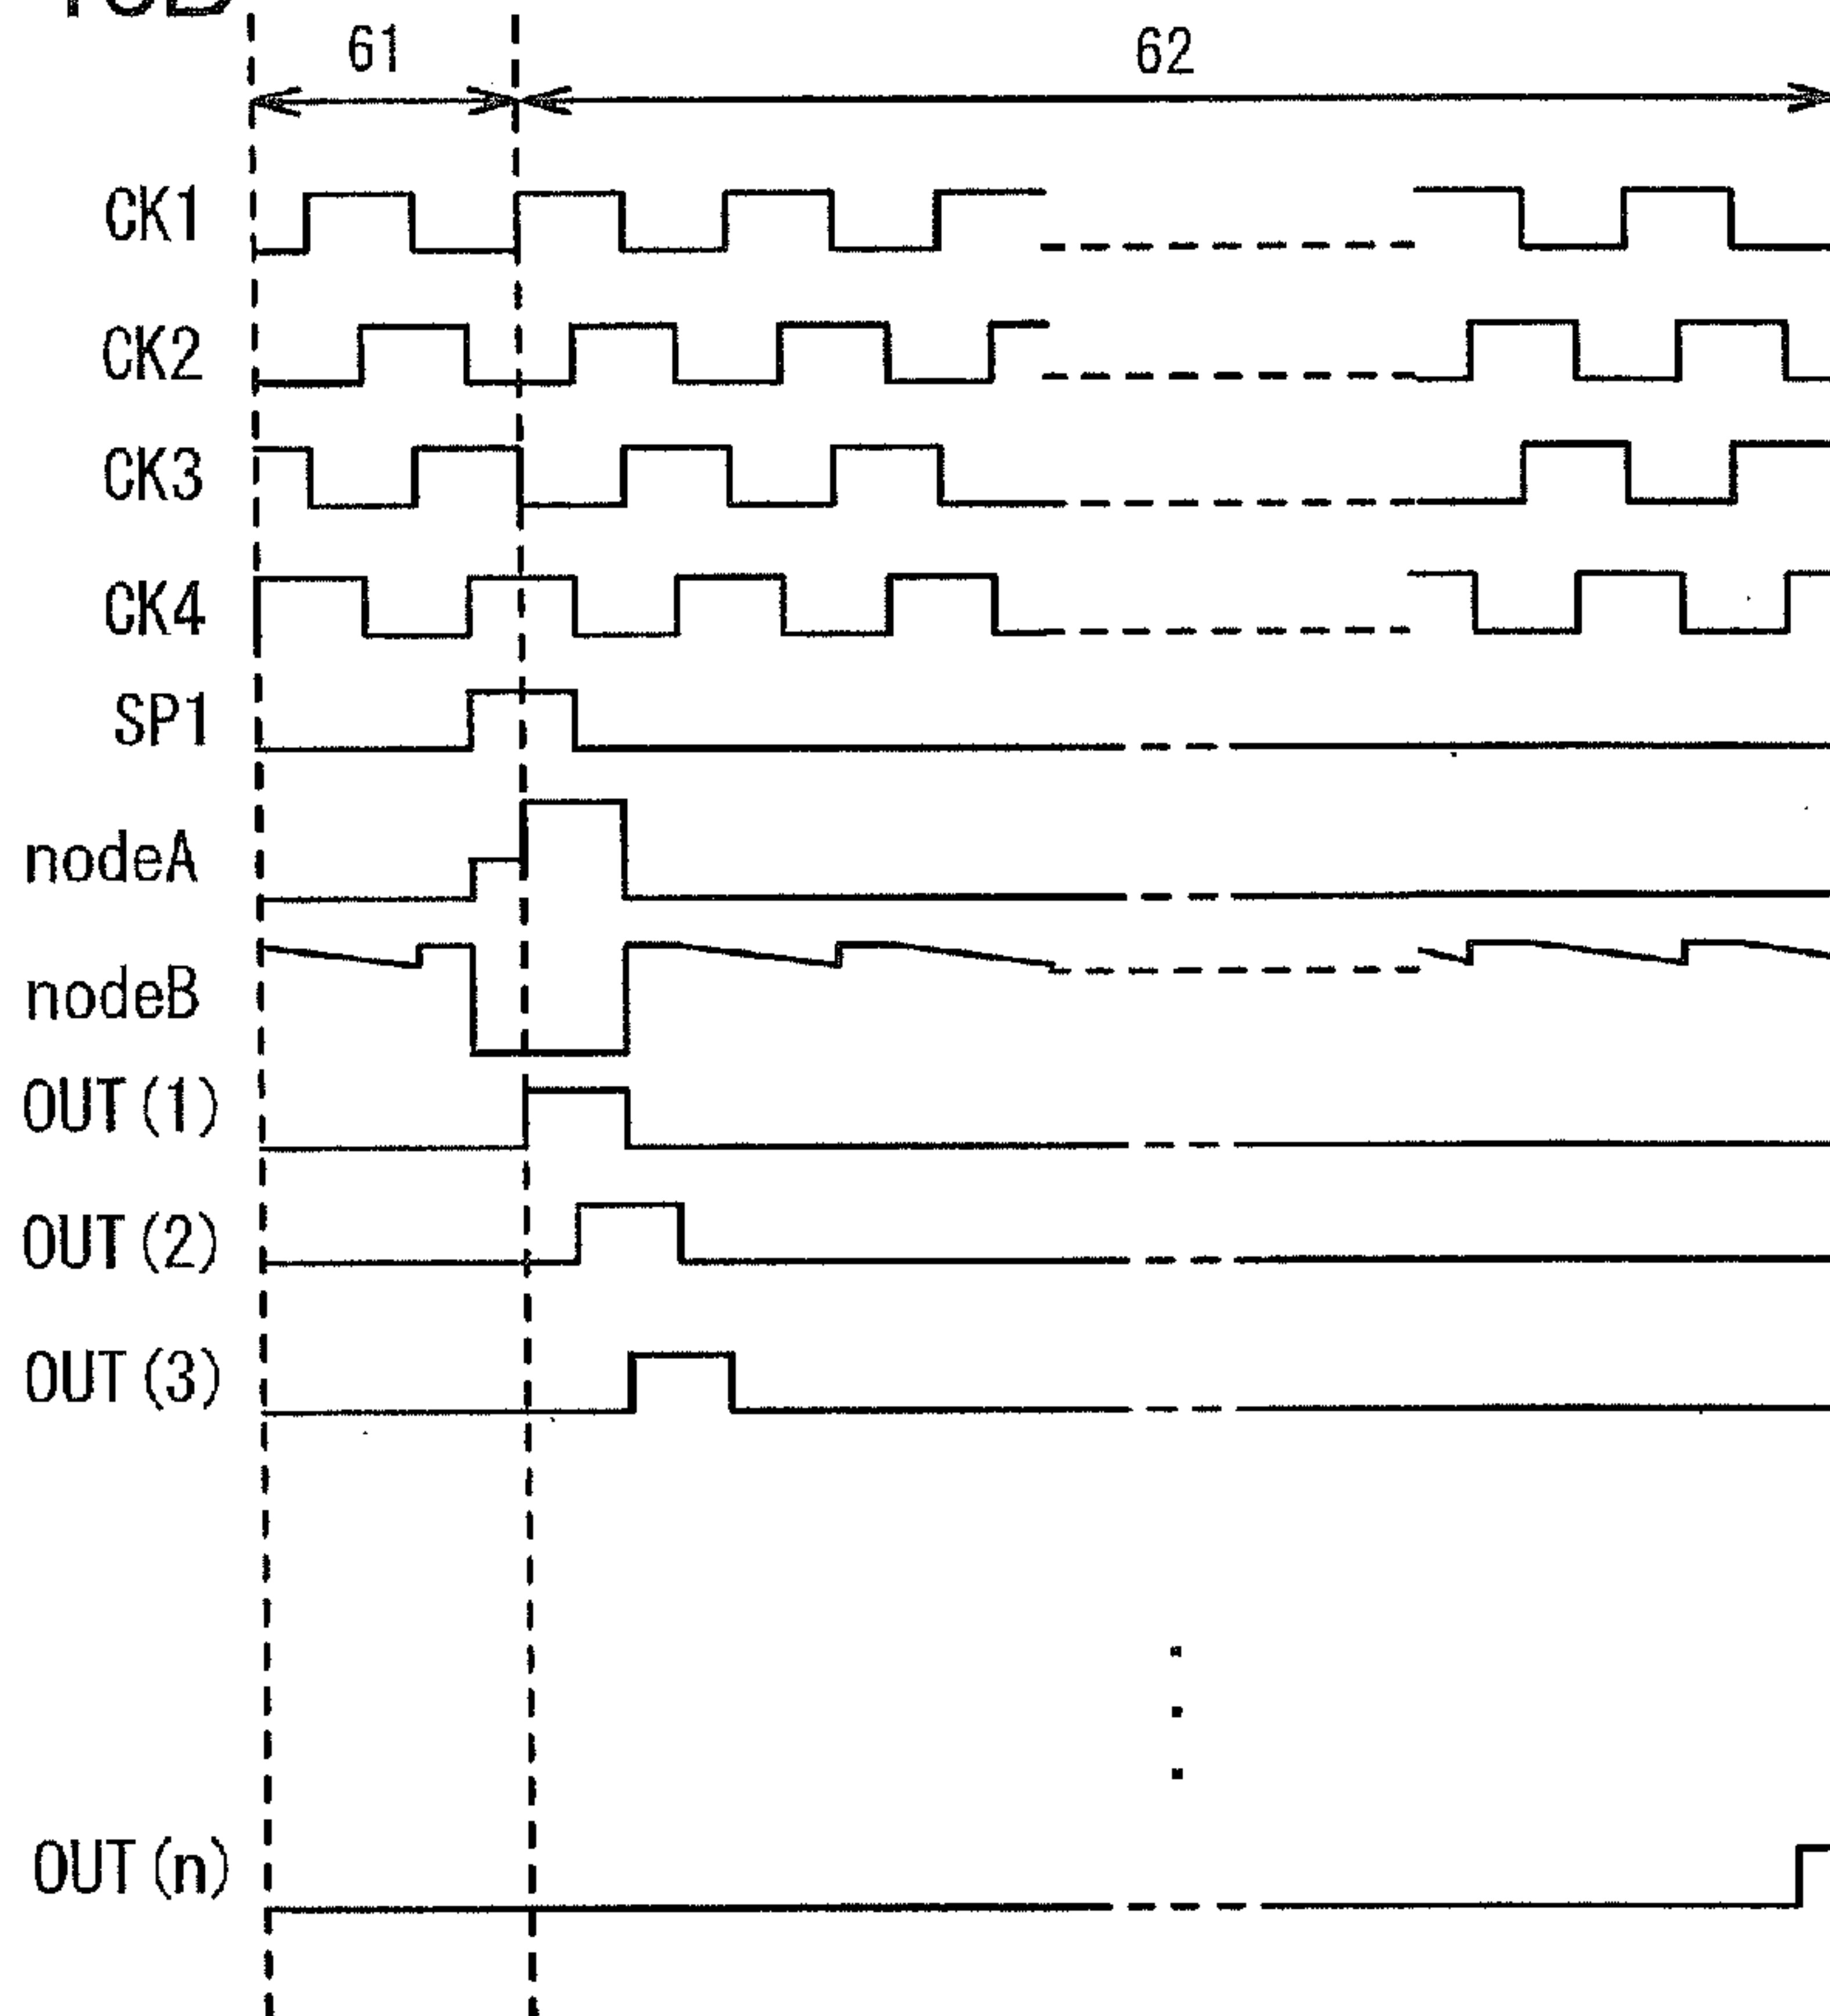 61
62
CK1
CK2
CK3
CK4
SP1
nodeA
nodeB
OUT(1)
OUT(2)
OUT(3)
OUT(n)